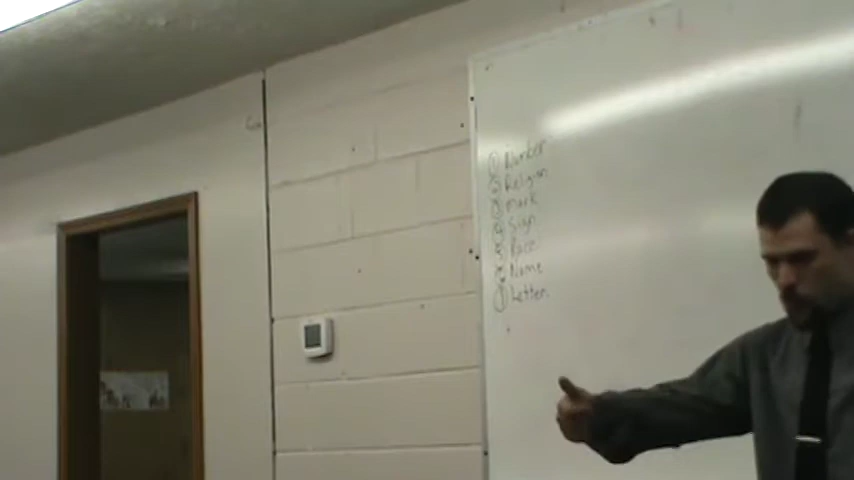 ① Number
② Religion
③ mark
④ Sign
⑤ Race
⑥ Name
⑦ Letter